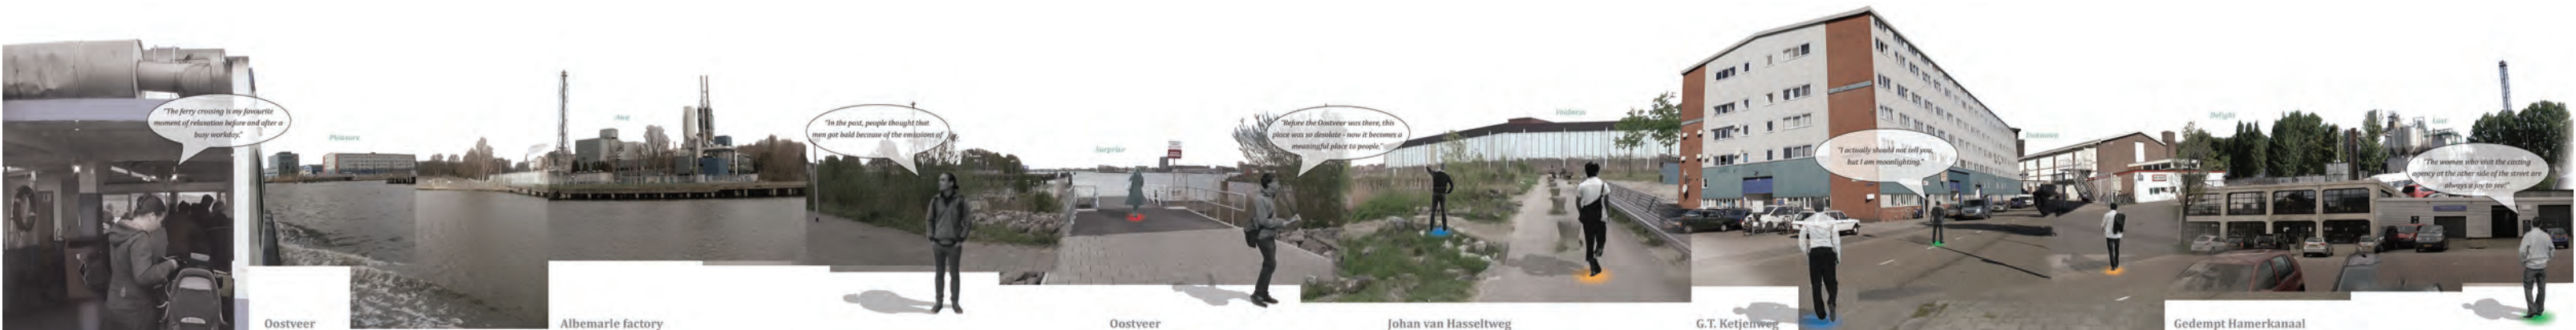 "The ferry crossing is my favourite
moment of relaxation before and after a
busy workday."
Pleasure
Awe
"In the past, people thought that
men got bald because of the emissions of
Surprise
"Before the Oostveer was there, this
place was so desolate - now it becomes a
meaningful place to people."
Voidness
"I actually should not tell you,
but I am moonlighting."
Unknown
Delight
Lust
"The women who visit the casting
agency at the other side of the street are
always a joy to see!"
Oostveer
Albemarle factory
Oostveer
Johan van Hasseltweg
G.T. Ketjenweg
Gedempt Hamerkanaal